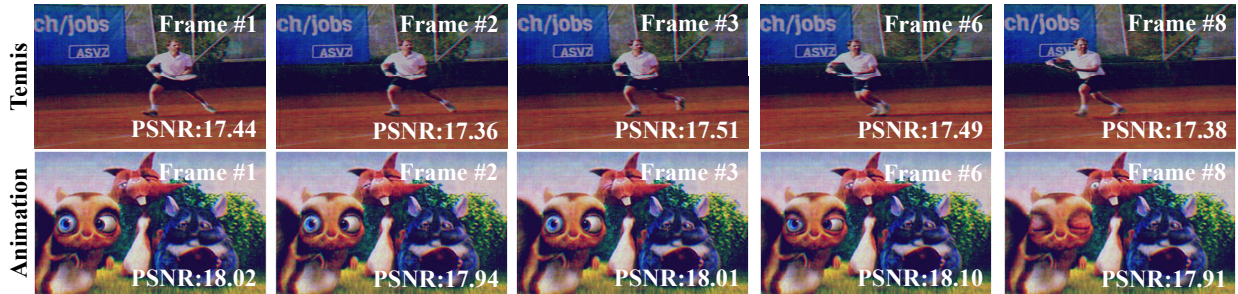 Tennis
ch/jobs
ASVZ
Frame #1
PSNR:17.44
ch/jobs
ASVZ
Frame #2
PSNR:17.36
ch/jobs
ASVZ
Frame #3
PSNR:17.51
ch/jobs
ASVZ
Frame #6
PSNR:17.49
ch/jobs
ASVZ
Frame #8
PSNR:17.38
Animation
Frame #1
PSNR:18.02
Frame #2
PSNR:17.94
Frame #3
PSNR:18.01
Frame #6
PSNR:18.10
Frame #8
PSNR:17.91